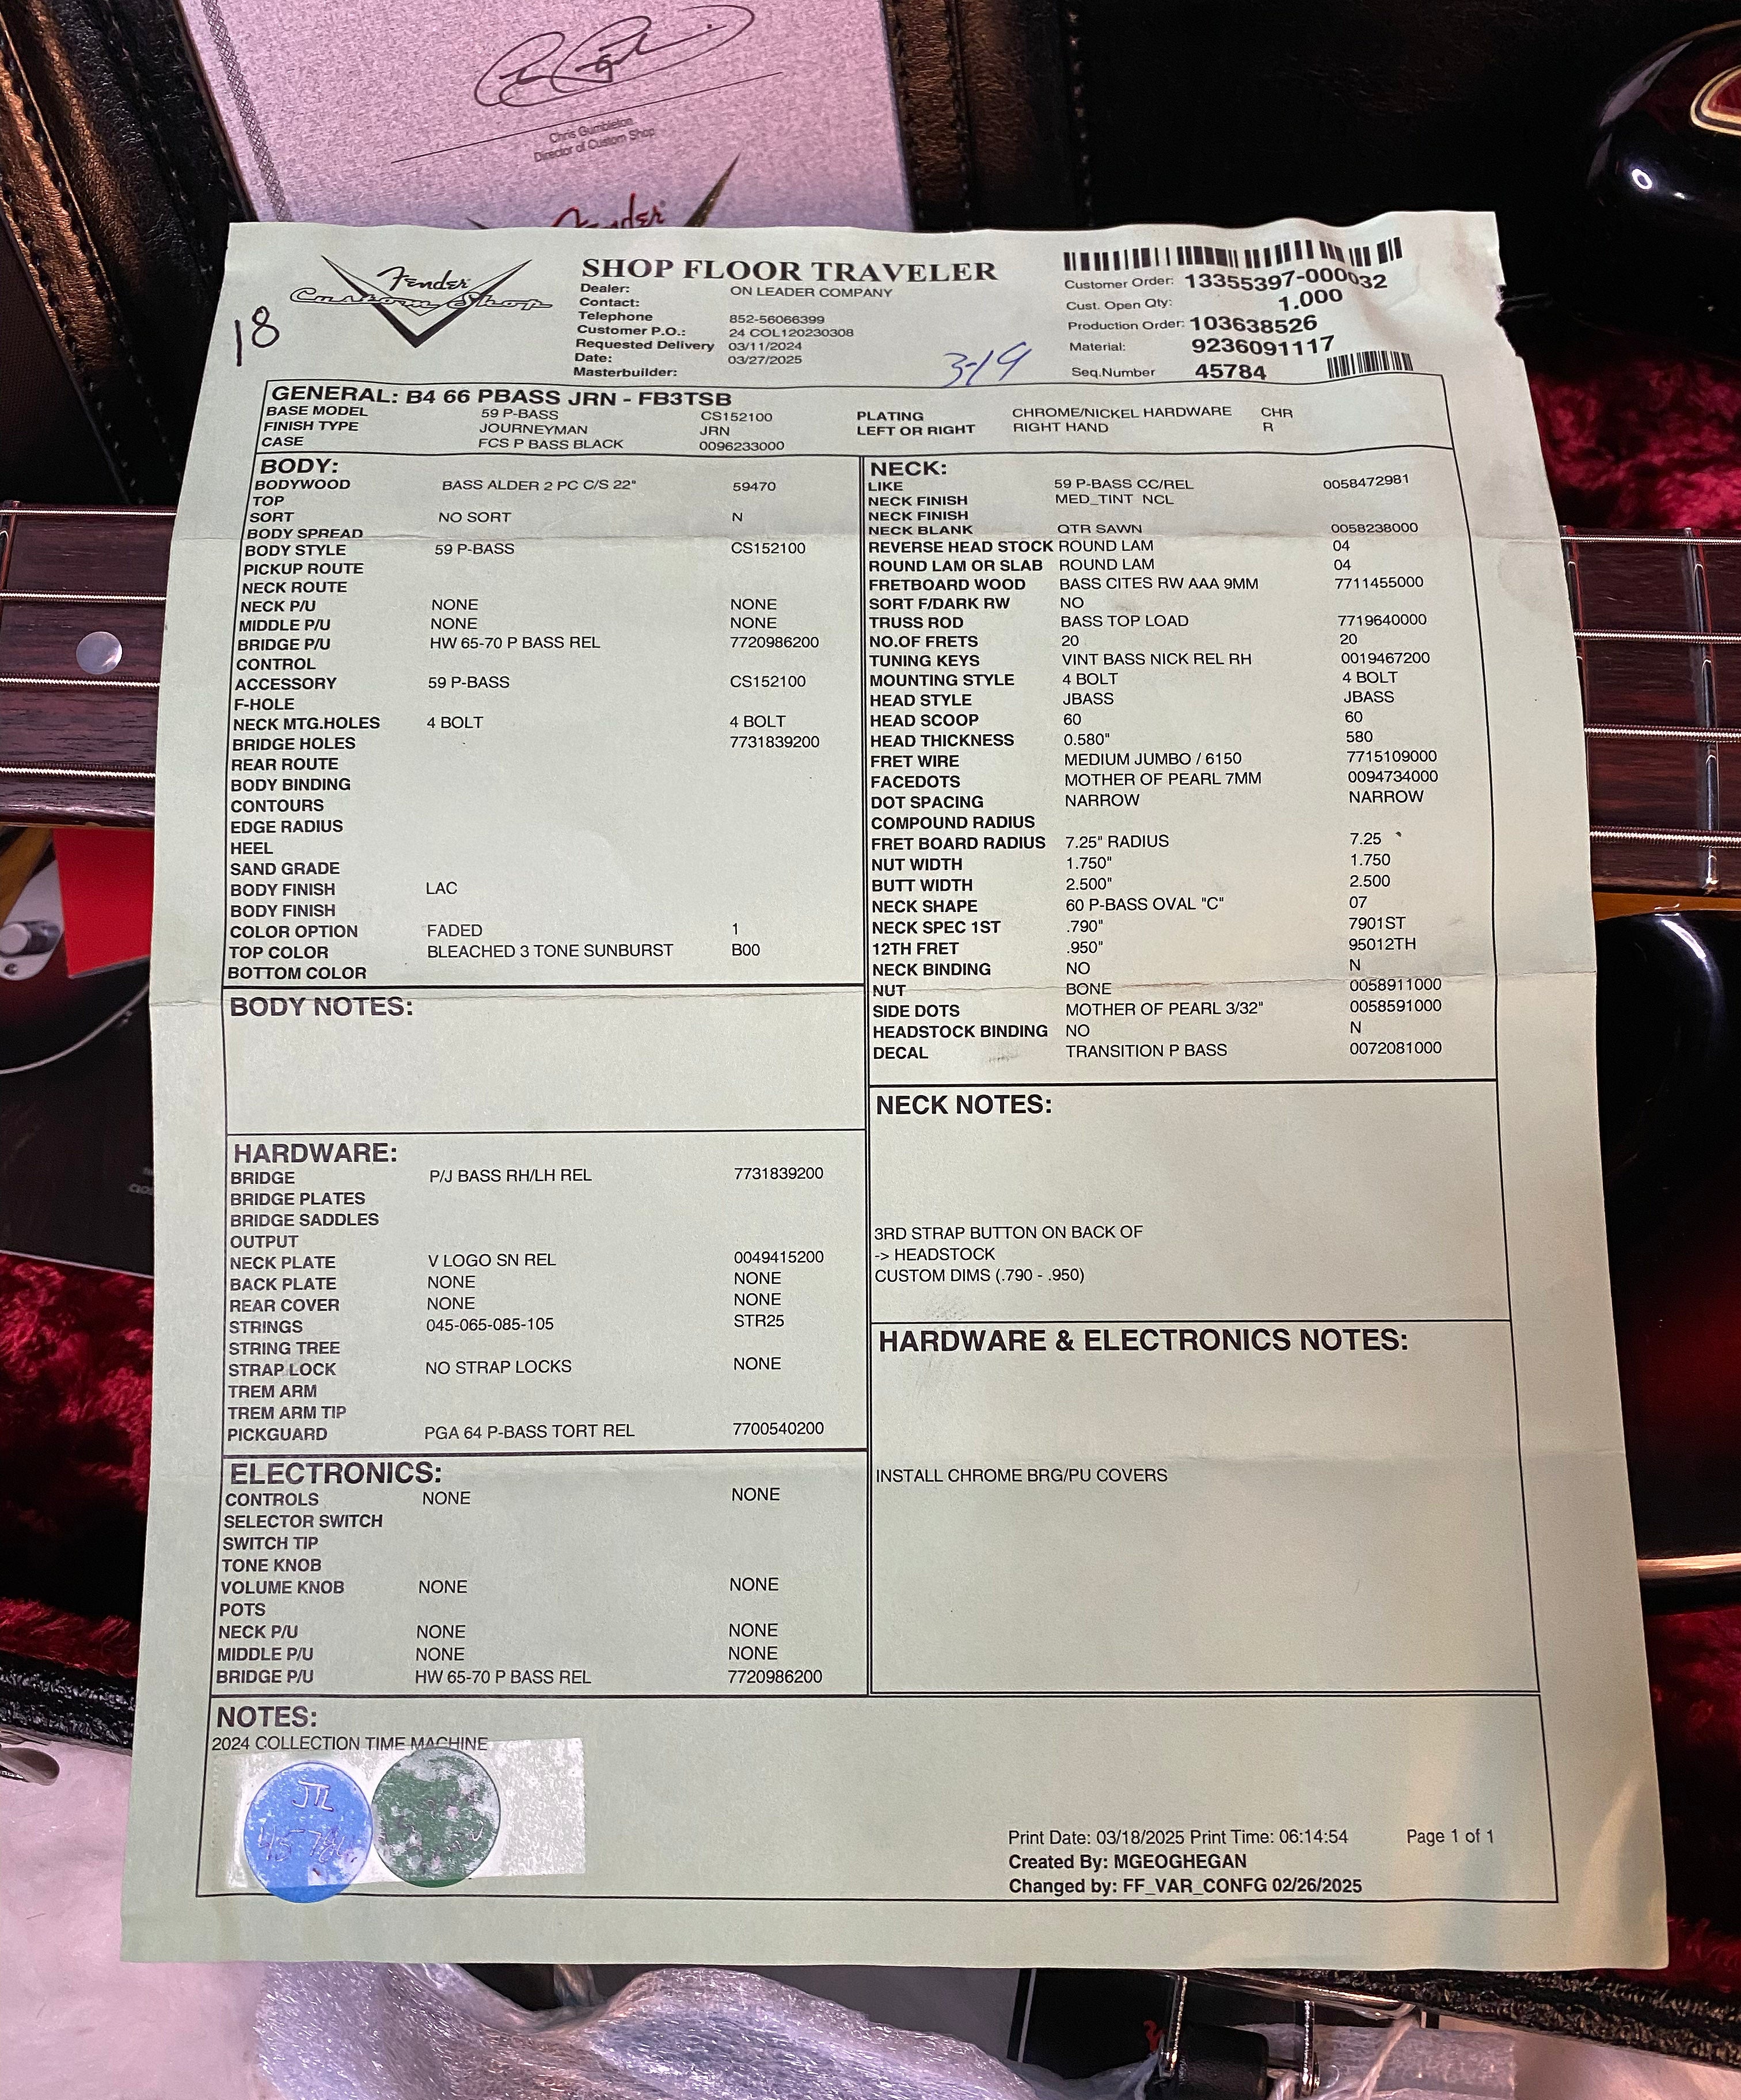 Chris Gumbleton
Director of Custom Shop
Fender
Fender
Custom Shop
18
SHOP FLOOR TRAVELER
Dealer: ON LEADER COMPANY
Contact:
Telephone 852-56066399
Customer P.O.: 24 COL120230308
Requested Delivery 03/11/2024
Date: 03/27/2025
Masterbuilder:
3-19
Customer Order: 13355397-000032
Cust. Open Qty: 1.000
Production Order: 103638526
Material: 9236091117
Seq.Number 45784
GENERAL: B4 66 PBASS JRN - FB3TSB
BASE MODEL 59 P-BASS CS152100 PLATING CHROME/NICKEL HARDWARE CHR
FINISH TYPE JOURNEYMAN JRN LEFT OR RIGHT RIGHT HAND R
CASE FCS P BASS BLACK 0096233000
BODY:
BODYWOOD BASS ALDER 2 PC C/S 22" 59470
TOP
SORT NO SORT N
BODY SPREAD
BODY STYLE 59 P-BASS CS152100
PICKUP ROUTE
NECK ROUTE
NECK P/U NONE NONE
MIDDLE P/U NONE NONE
BRIDGE P/U HW 65-70 P BASS REL 7720986200
CONTROL
ACCESSORY 59 P-BASS CS152100
F-HOLE
NECK MTG.HOLES 4 BOLT 4 BOLT
BRIDGE HOLES 7731839200
REAR ROUTE
BODY BINDING
CONTOURS
EDGE RADIUS
HEEL
SAND GRADE
BODY FINISH LAC
BODY FINISH
COLOR OPTION FADED 1
TOP COLOR BLEACHED 3 TONE SUNBURST B00
BOTTOM COLOR
BODY NOTES:
HARDWARE:
BRIDGE P/J BASS RH/LH REL 7731839200
BRIDGE PLATES
BRIDGE SADDLES
OUTPUT
NECK PLATE V LOGO SN REL 0049415200
BACK PLATE NONE NONE
REAR COVER NONE NONE
STRINGS 045-065-085-105 STR25
STRING TREE
STRAP LOCK NO STRAP LOCKS NONE
TREM ARM
TREM ARM TIP
PICKGUARD PGA 64 P-BASS TORT REL 7700540200
ELECTRONICS:
CONTROLS NONE NONE
SELECTOR SWITCH
SWITCH TIP
TONE KNOB
VOLUME KNOB NONE NONE
POTS
NECK P/U NONE NONE
MIDDLE P/U NONE NONE
BRIDGE P/U HW 65-70 P BASS REL 7720986200
NECK:
LIKE 59 P-BASS CC/REL 0058472981
NECK FINISH MED_TINT NCL
NECK FINISH
NECK BLANK QTR SAWN 0058238000
REVERSE HEAD STOCK ROUND LAM 04
ROUND LAM OR SLAB ROUND LAM 04
FRETBOARD WOOD BASS CITES RW AAA 9MM 7711455000
SORT F/DARK RW NO
TRUSS ROD BASS TOP LOAD 7719640000
NO.OF FRETS 20 20
TUNING KEYS VINT BASS NICK REL RH 0019467200
MOUNTING STYLE 4 BOLT 4 BOLT
HEAD STYLE JBASS JBASS
HEAD SCOOP 60 60
HEAD THICKNESS 0.580" 580
FRET WIRE MEDIUM JUMBO / 6150 7715109000
FACEDOTS MOTHER OF PEARL 7MM 0094734000
DOT SPACING NARROW NARROW
COMPOUND RADIUS
FRET BOARD RADIUS 7.25" RADIUS 7.25
NUT WIDTH 1.750" 1.750
BUTT WIDTH 2.500" 2.500
NECK SHAPE 60 P-BASS OVAL "C" 07
NECK SPEC 1ST .790" 7901ST
12TH FRET .950" 95012TH
NECK BINDING NO N
NUT BONE 0058911000
SIDE DOTS MOTHER OF PEARL 3/32" 0058591000
HEADSTOCK BINDING NO N
DECAL TRANSITION P BASS 0072081000
NECK NOTES:
3RD STRAP BUTTON ON BACK OF
-> HEADSTOCK
CUSTOM DIMS (.790 - .950)
HARDWARE & ELECTRONICS NOTES:
INSTALL CHROME BRG/PU COVERS
NOTES:
2024 COLLECTION TIME MACHINE
Print Date: 03/18/2025 Print Time: 06:14:54 Page 1 of 1
Created By: MGEOGHEGAN
Changed by: FF_VAR_CONFG 02/26/2025